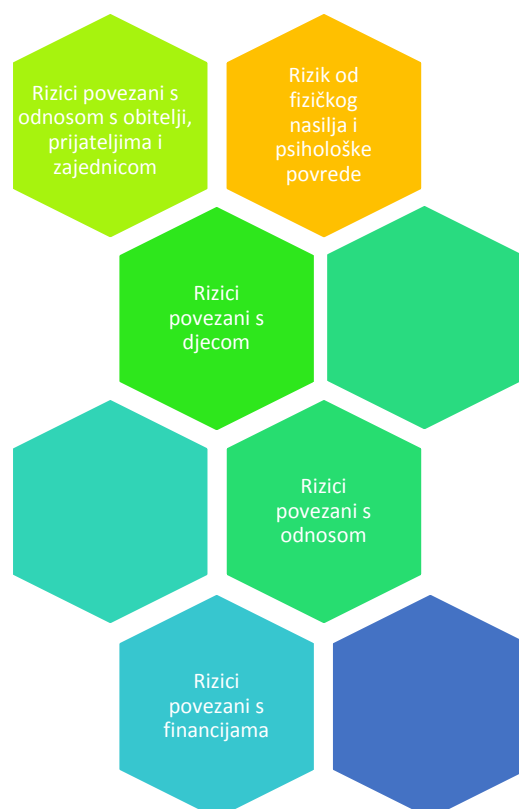 Rizici povezani s
odnosom s obitelji,
prijateljima i
zajednicom
Rizik od
fizičkog
nasilja i
psihološke
povrede
Rizici
povezani s
djecom
Rizici
povezani s
odnosom
Rizici
povezani s
financijama